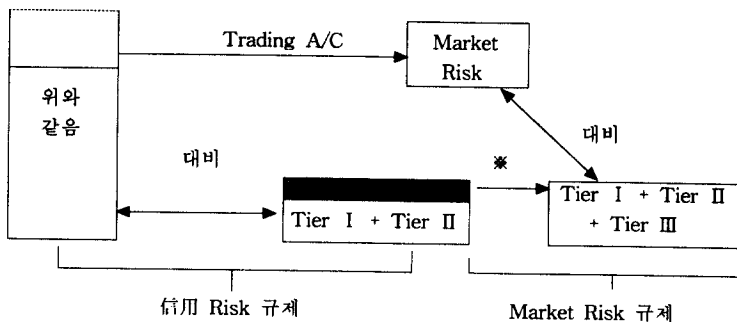 Trading A/C
Market
Risk
위와
같음
대비
대비
※
Tier Ⅰ + Tier Ⅱ
Tier Ⅰ + Tier Ⅱ
+ Tier Ⅲ
信用 Risk 규제
Market Risk 규제